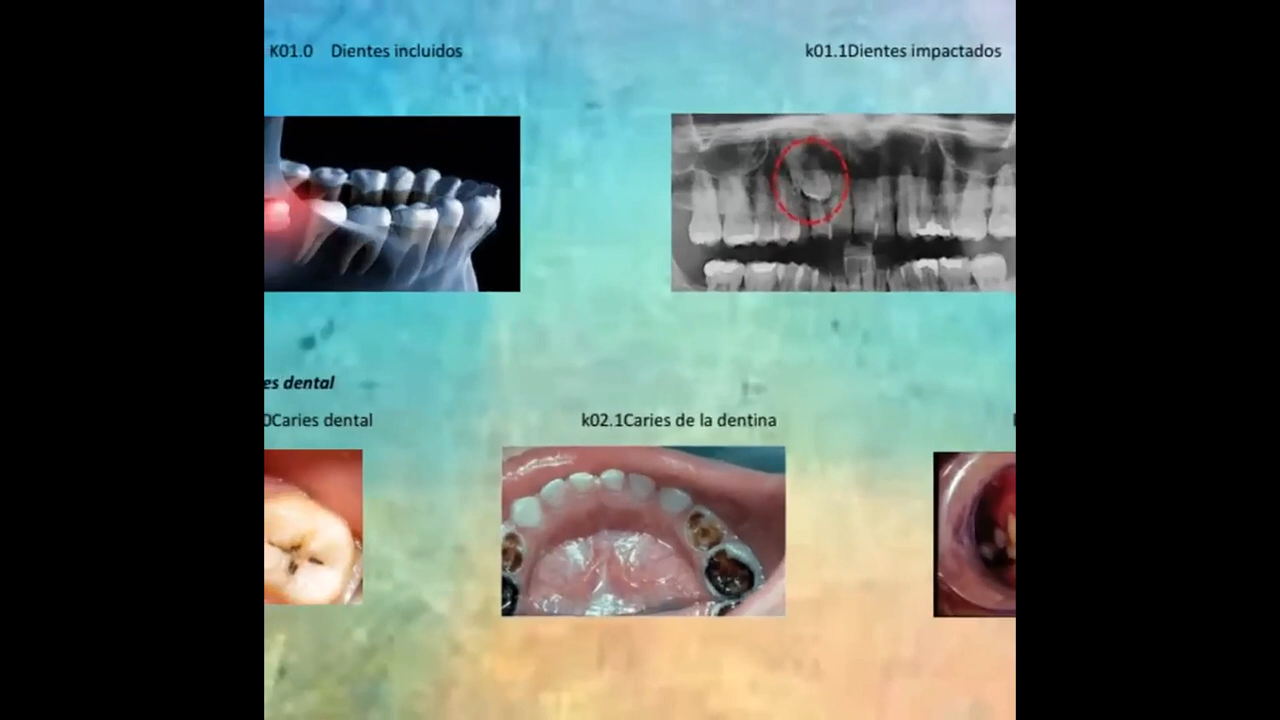 K01.0 Dientes incluidos
k01.1Dientes impactados
es dental
0Caries dental
k02.1Caries de la dentina